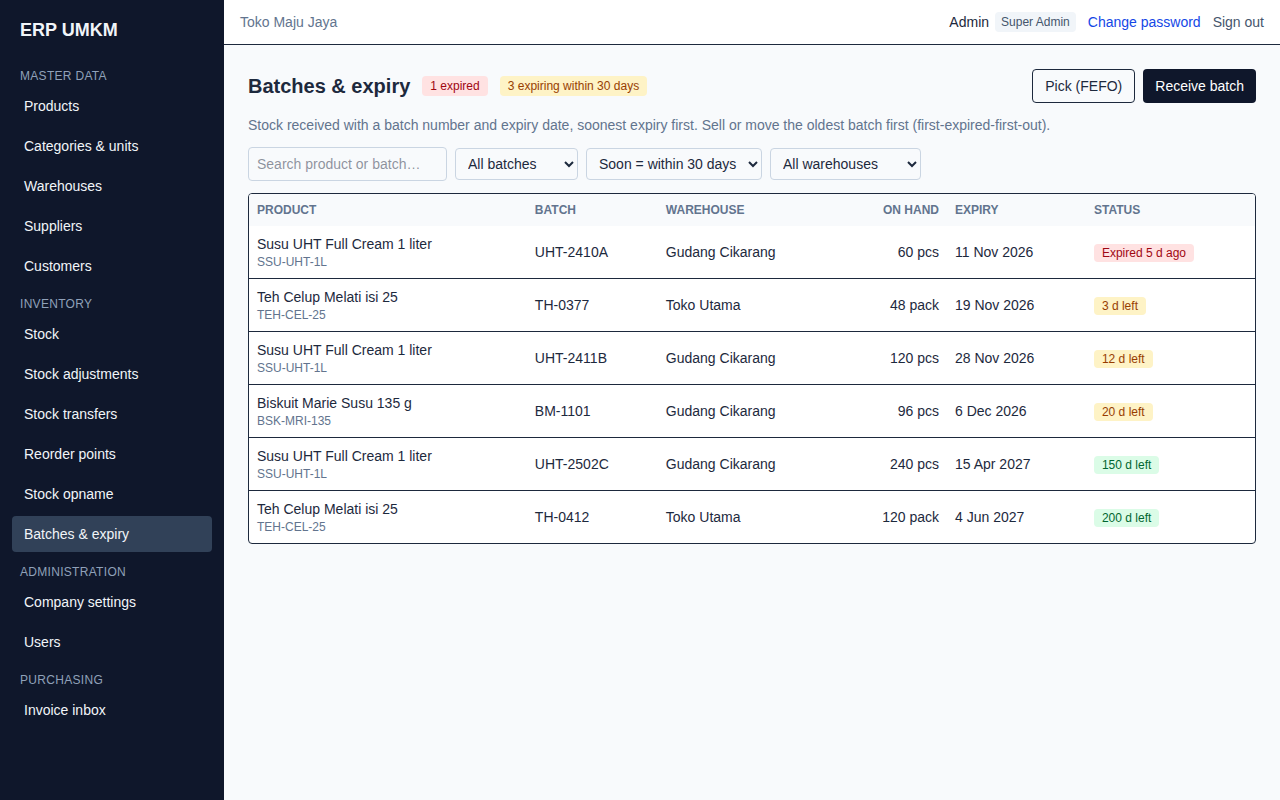 ERP UMKM
MASTER DATA
Products
Categories & units
Warehouses
Suppliers
Customers
INVENTORY
Stock
Stock adjustments
Stock transfers
Reorder points
Stock opname
Batches & expiry
ADMINISTRATION
Company settings
Users
PURCHASING
Invoice inbox
Toko Maju Jaya
Admin Super Admin Change password Sign out
Batches & expiry 1 expired 3 expiring within 30 days Pick (FEFO) Receive batch
Stock received with a batch number and expiry date, soonest expiry first. Sell or move the oldest batch first (first-expired-first-out).
Search product or batch… All batches Soon = within 30 days All warehouses
PRODUCT BATCH WAREHOUSE ON HAND EXPIRY STATUS
Susu UHT Full Cream 1 liter
SSU-UHT-1L
UHT-2410A Gudang Cikarang 60 pcs 11 Nov 2026 Expired 5 d ago
Teh Celup Melati isi 25
TEH-CEL-25
TH-0377 Toko Utama 48 pack 19 Nov 2026 3 d left
Susu UHT Full Cream 1 liter
SSU-UHT-1L
UHT-2411B Gudang Cikarang 120 pcs 28 Nov 2026 12 d left
Biskuit Marie Susu 135 g
BSK-MRI-135
BM-1101 Gudang Cikarang 96 pcs 6 Dec 2026 20 d left
Susu UHT Full Cream 1 liter
SSU-UHT-1L
UHT-2502C Gudang Cikarang 240 pcs 15 Apr 2027 150 d left
Teh Celup Melati isi 25
TEH-CEL-25
TH-0412 Toko Utama 120 pack 4 Jun 2027 200 d left